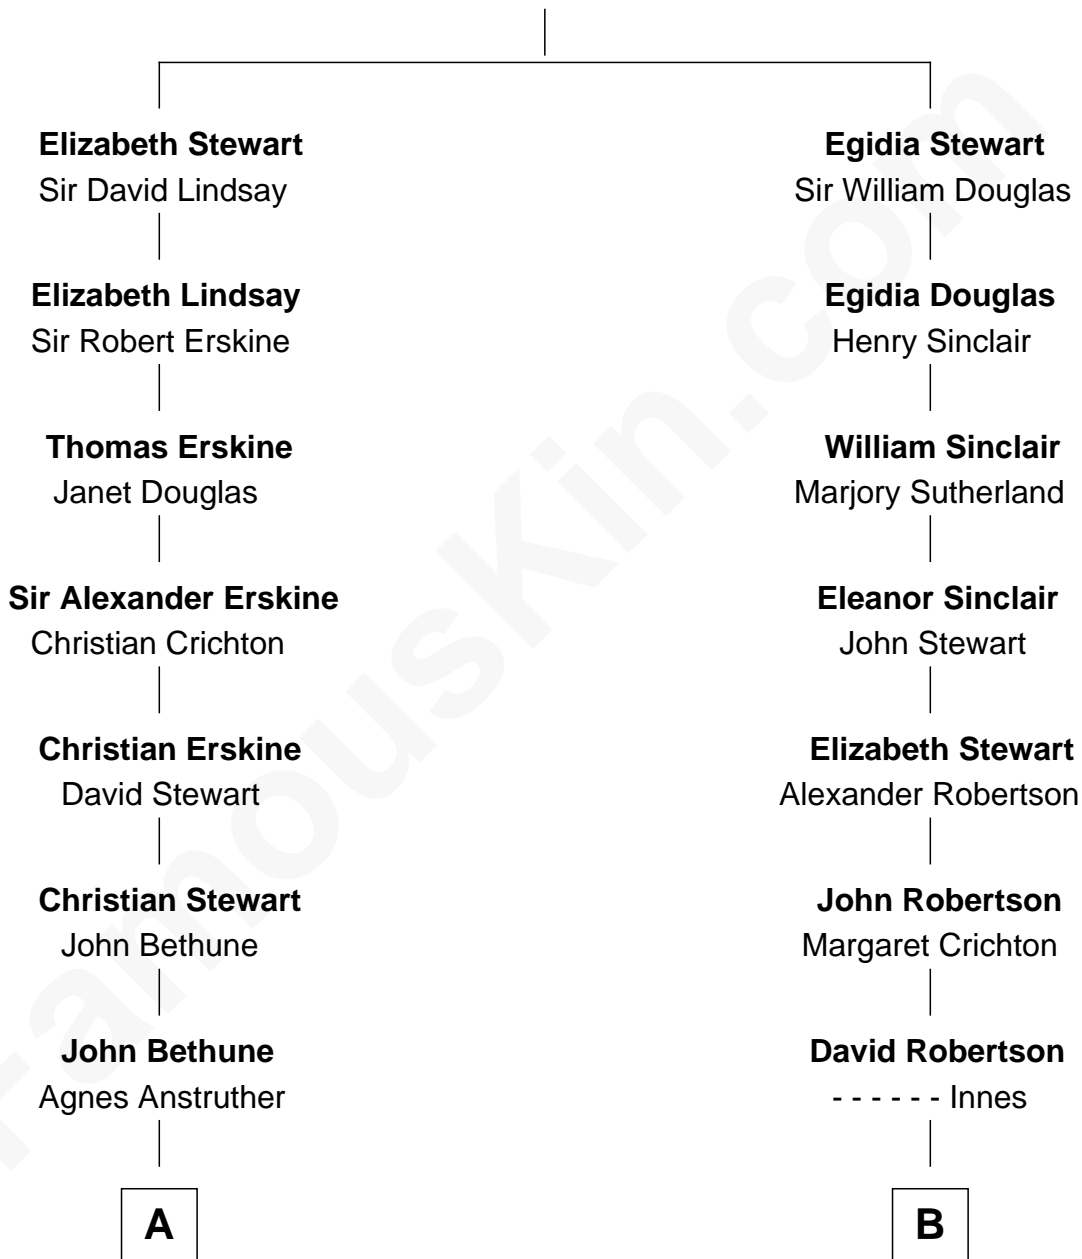 Elizabeth Stewart
Sir David Lindsay
Elizabeth Lindsay
Sir Robert Erskine
Thomas Erskine
Janet Douglas
Sir Alexander Erskine
Christian Crichton
Christian Erskine
David Stewart
Christian Stewart
John Bethune
John Bethune
Agnes Anstruther
A
Egidia Stewart
Sir William Douglas
Egidia Douglas
Henry Sinclair
William Sinclair
Marjory Sutherland
Eleanor Sinclair
John Stewart
Elizabeth Stewart
Alexander Robertson
John Robertson
Margaret Crichton
David Robertson
- - - - - - Innes
B
FamousKin.com